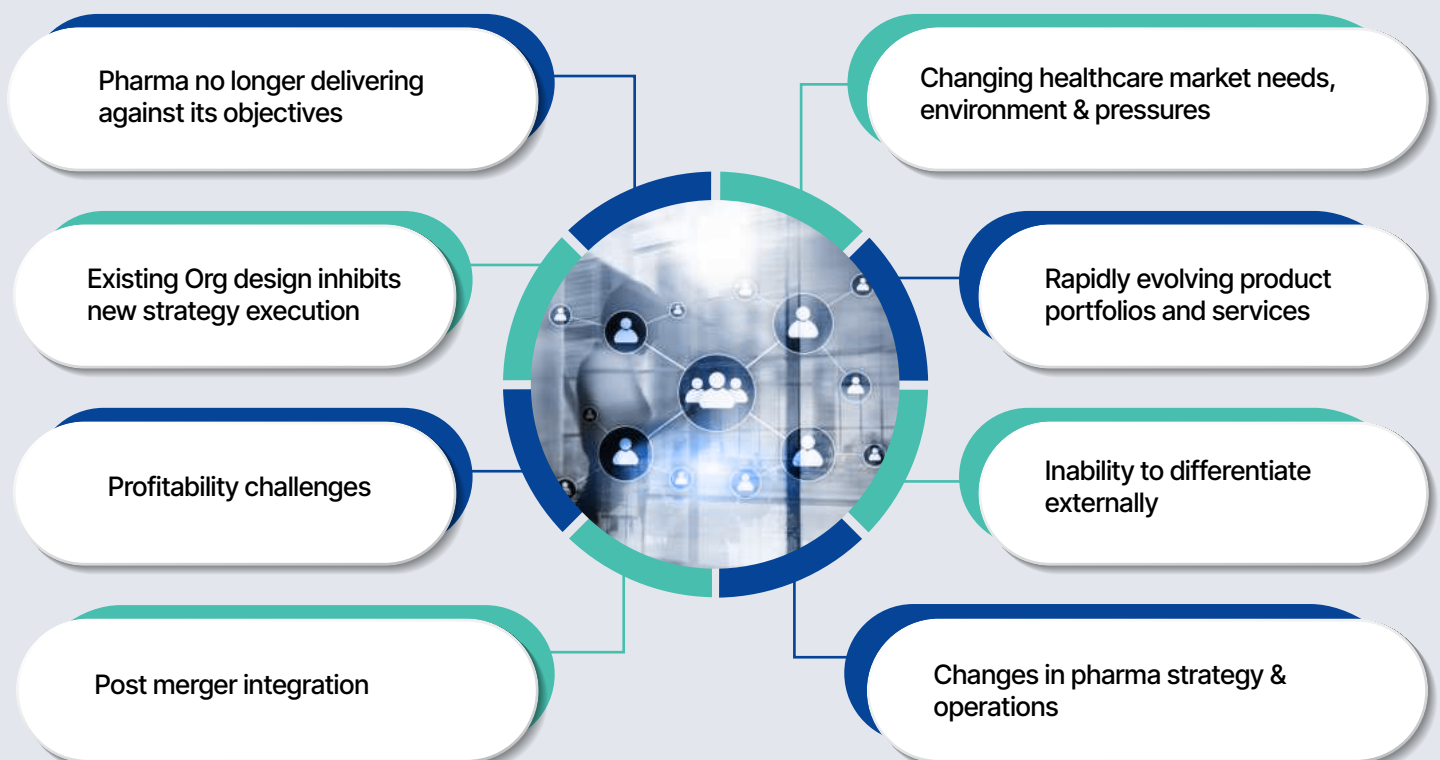 Pharma no longer delivering
against its objectives
Existing Org design inhibits
new strategy execution
Profitability challenges
Post merger integration
Changing healthcare market needs,
environment & pressures
Rapidly evolving product
portfolios and services
Inability to differentiate
externally
Changes in pharma strategy &
operations